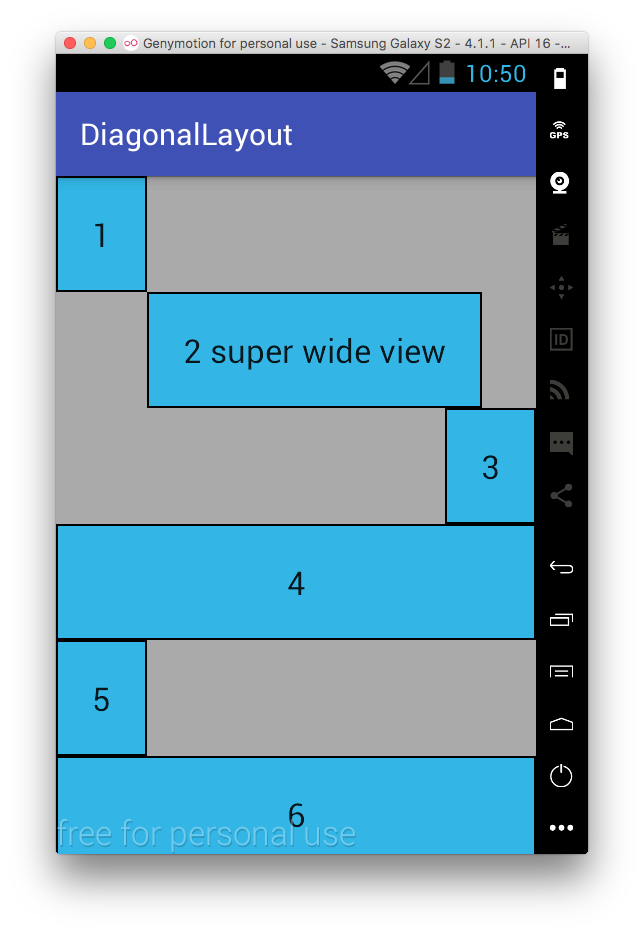 Genymotion for personal use - Samsung Galaxy S2 - 4.1.1 - API 16 -...
10:50
GPS
DiagonalLayout
1
2 super wide view
ID
3
4
5
6
free for personal use